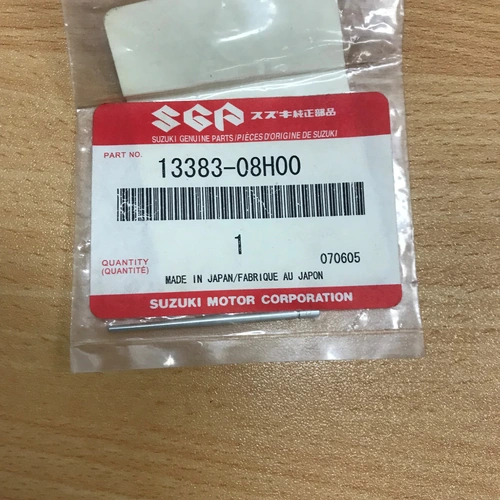 SGP スズキ純正部品
SUZUKI GENUINE PARTS/PIÈCES D'ORIGINE DE SUZUKI
PART NO.
13383-08H00
QUANTITY
(QUANTITÉ)
1
070605
MADE IN JAPAN/FABRIQUE AU JAPON
SUZUKI MOTOR CORPORATION